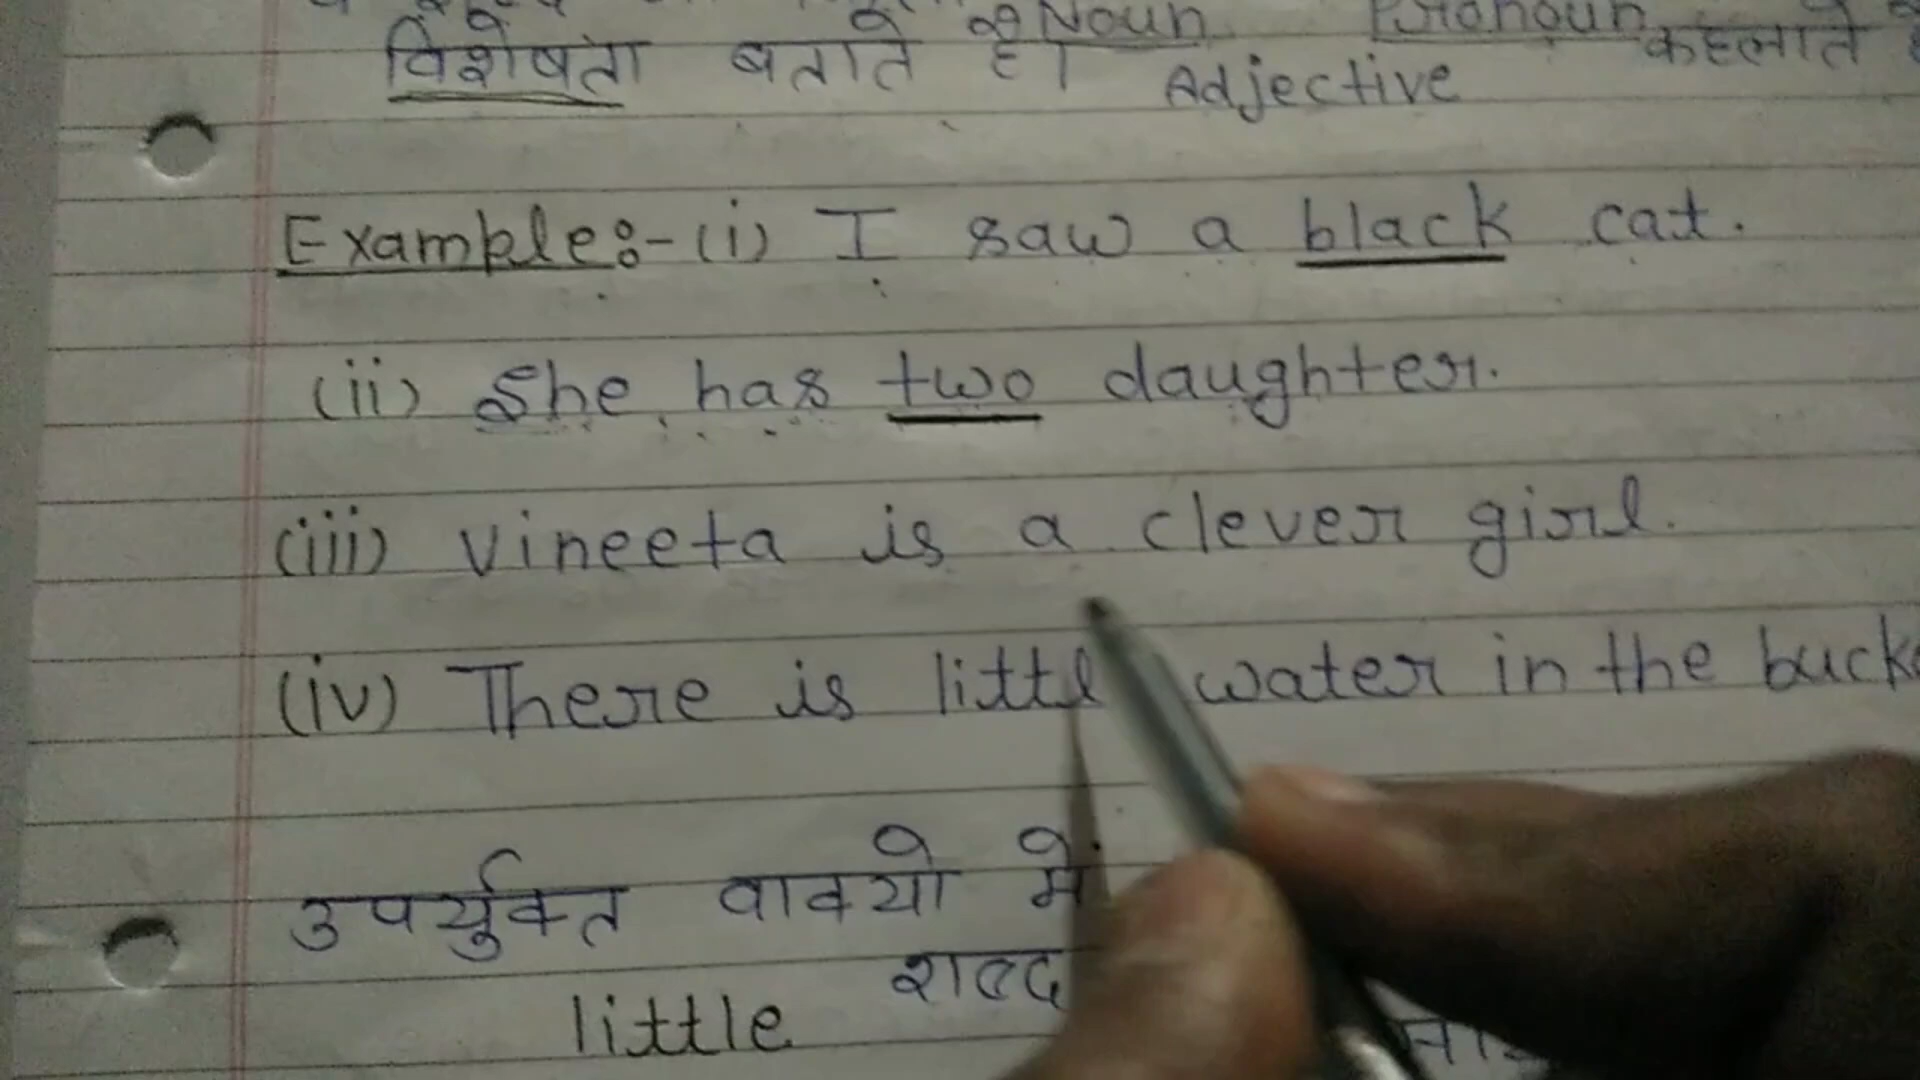 Noun Pronoun
विशेषता बताते है। Adjective कहलाते
Example:-(i) I saw a black cat.
(ii) She has two daughter.
(iii) Vineeta is a clever girl.
(iv) There is little water in the buck
उपर्युक्त वाक्यो मे
little शब्द